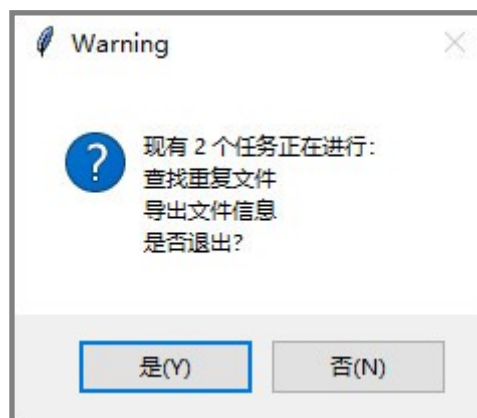 Warning
现有 2 个任务正在进行：
查找重复文件
导出文件信息
是否退出？
是(Y)
否(N)